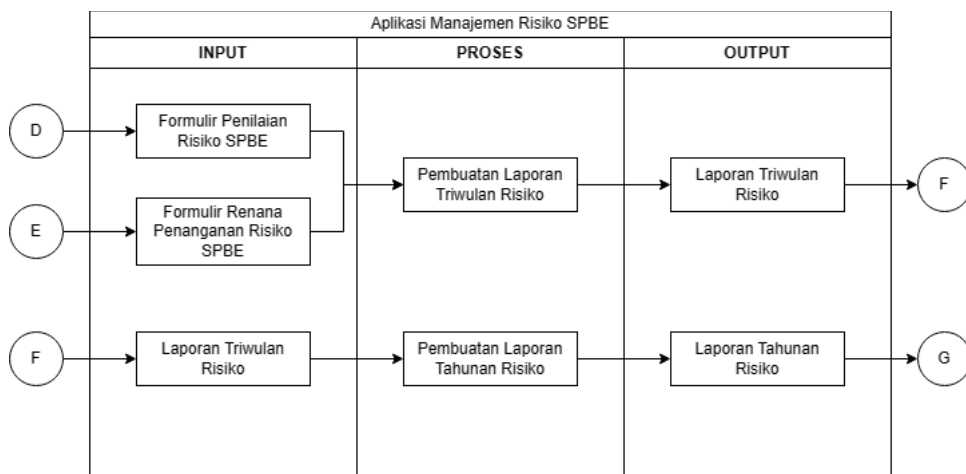 Aplikasi Manajemen Risiko SPBE
INPUT
PROSES
OUTPUT
D
Formulir Penilaian
Risiko SPBE
E
Formulir Renana
Penanganan Risiko
SPBE
Pembuatan Laporan
Triwulan Risiko
Laporan Triwulan
Risiko
F
F
Laporan Triwulan
Risiko
Pembuatan Laporan
Tahunan Risiko
Laporan Tahunan
Risiko
G